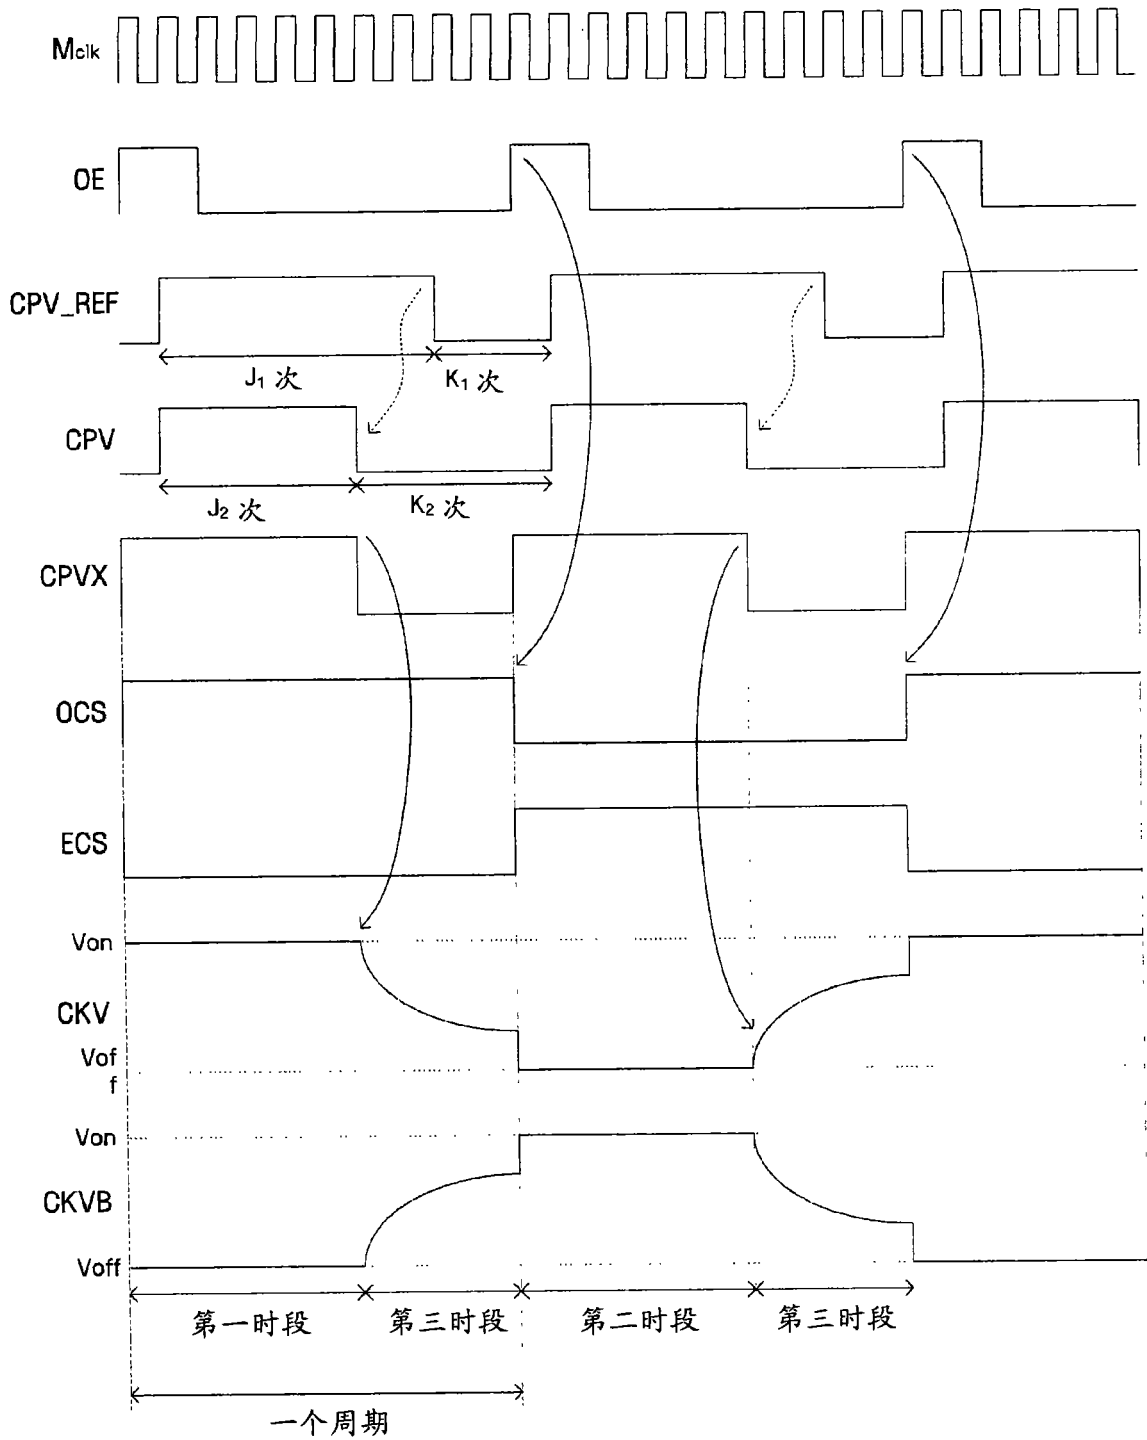 Mclk
OE
CPV_REF
J1 次
K1 次
CPV
J2 次
K2 次
CPVX
OCS
ECS
Von
CKV
Vof
f
Von
CKVB
Voff
第一时段
第三时段
第二时段
第三时段
一个周期